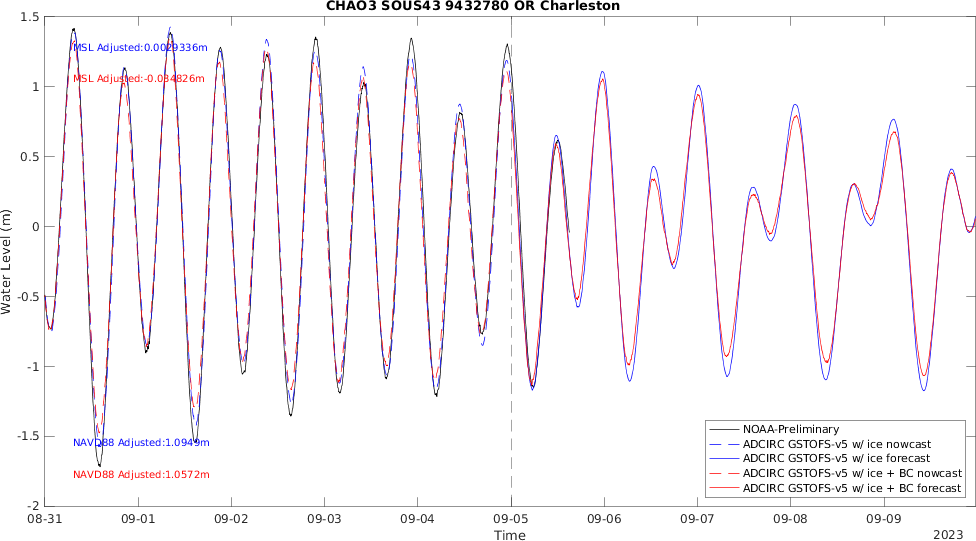 CHAO3 SOUS43 9432780 OR Charleston
1.5
1
0.5
0
-0.5
-1
-1.5
-2
Water Level (m)
MSL Adjusted:0.0029336m
MSL Adjusted:-0.034826m
NAVD88 Adjusted:1.0949m
NAVD88 Adjusted:1.0572m
NOAA-Preliminary
ADCIRC GSTOFS-v5 w/ ice nowcast
ADCIRC GSTOFS-v5 w/ ice forecast
ADCIRC GSTOFS-v5 w/ ice + BC nowcast
ADCIRC GSTOFS-v5 w/ ice + BC forecast
08-31 09-01 09-02 09-03 09-04 09-05 09-06 09-07 09-08 09-09
Time
2023